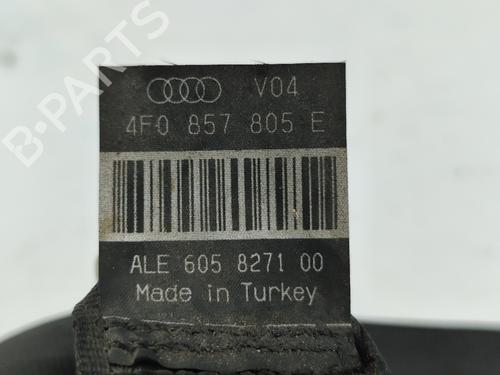 V04
4F0 857 805 E
ALE 605 8271 00
Made in Turkey
B-PARTS